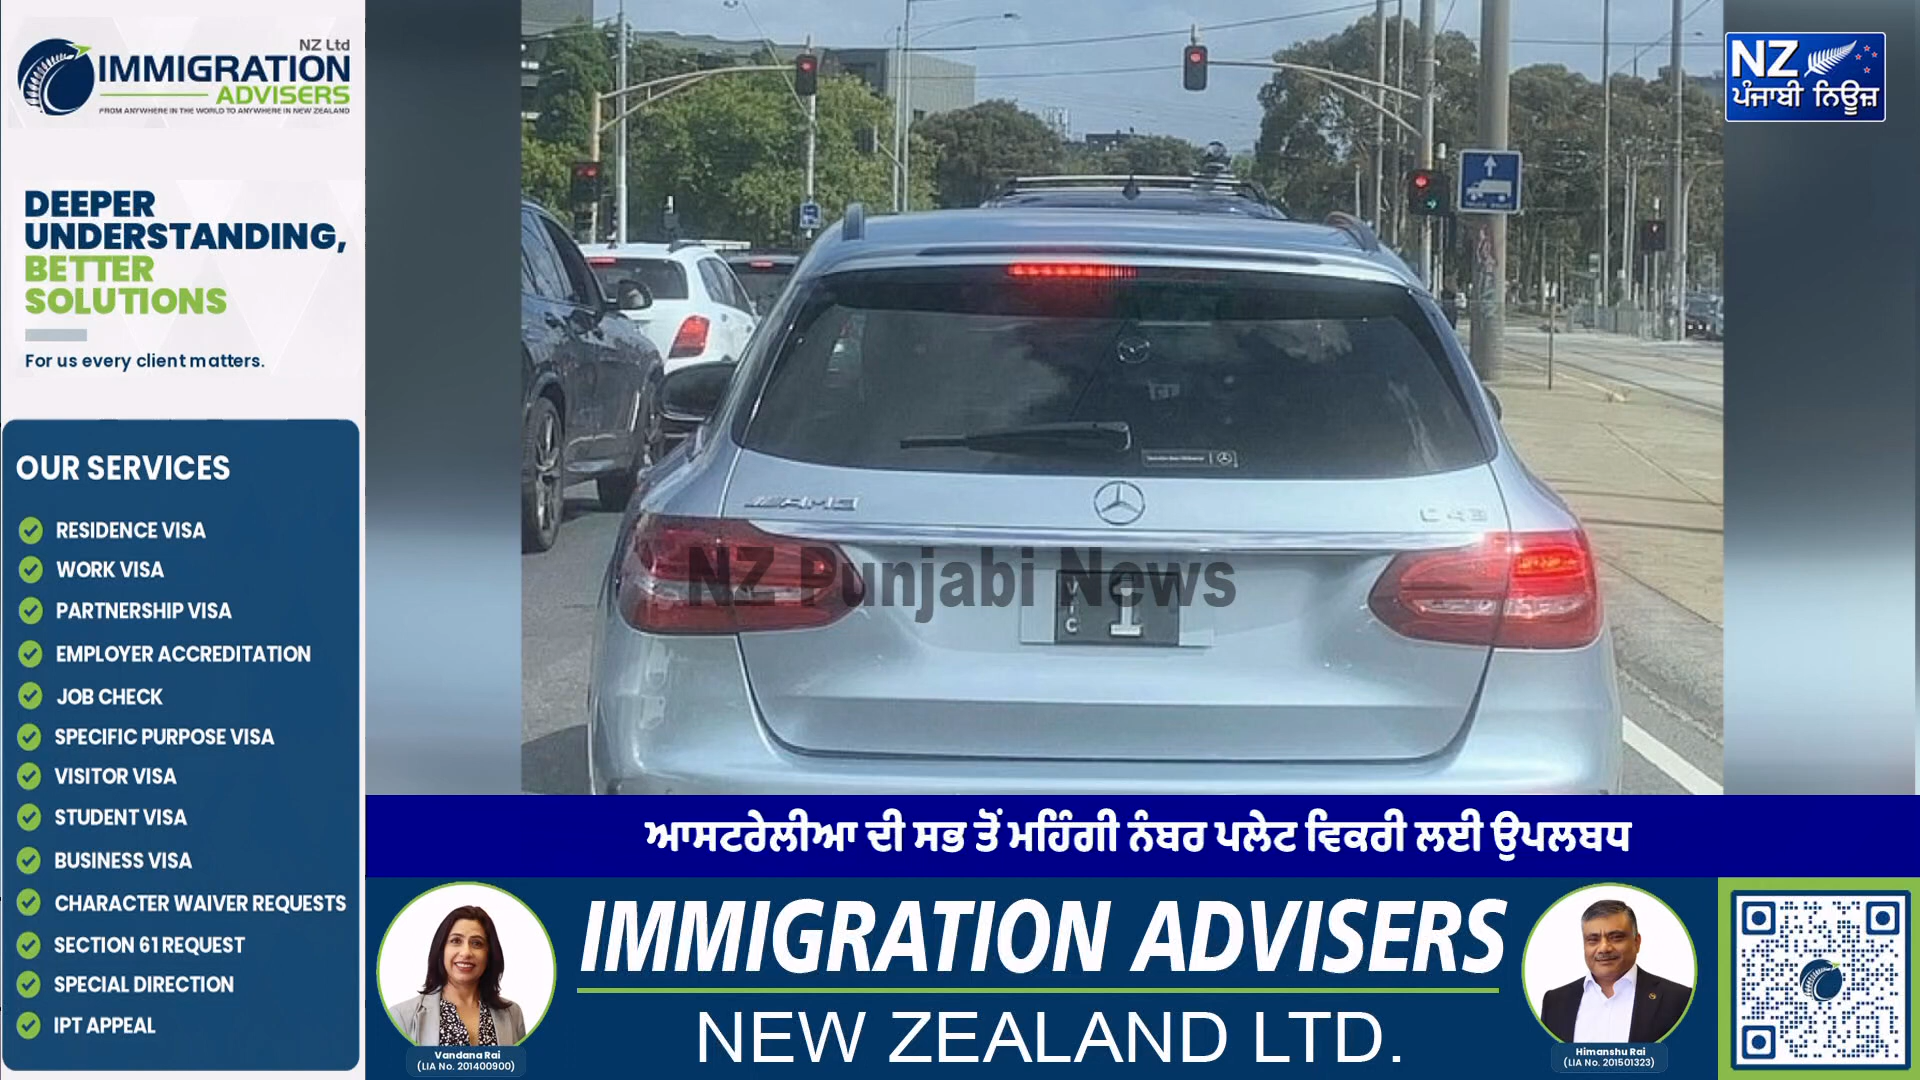 NZ Ltd
IMMIGRATION
ADVISERS
FROM ANYWHERE IN THE WORLD TO ANYWHERE IN NEW ZEALAND
DEEPER
UNDERSTANDING,
BETTER
SOLUTIONS
For us every client matters.
OUR SERVICES
RESIDENCE VISA
WORK VISA
PARTNERSHIP VISA
EMPLOYER ACCREDITATION
JOB CHECK
SPECIFIC PURPOSE VISA
VISITOR VISA
STUDENT VISA
BUSINESS VISA
CHARACTER WAIVER REQUESTS
SECTION 61 REQUEST
SPECIAL DIRECTION
IPT APPEAL
NZ
ਪੰਜਾਬੀ ਨਿਊਜ਼
AMG
C 43
NZ Punjabi News
VIC 1
ਆਸਟਰੇਲੀਆ ਦੀ ਸਭ ਤੋਂ ਮਹਿੰਗੀ ਨੰਬਰ ਪਲੇਟ ਵਿਕਰੀ ਲਈ ਉਪਲਬਧ
IMMIGRATION ADVISERS
NEW ZEALAND LTD.
Vandana Rai
(LIA No. 201400900)
Himanshu Rai
(LIA No. 201501323)